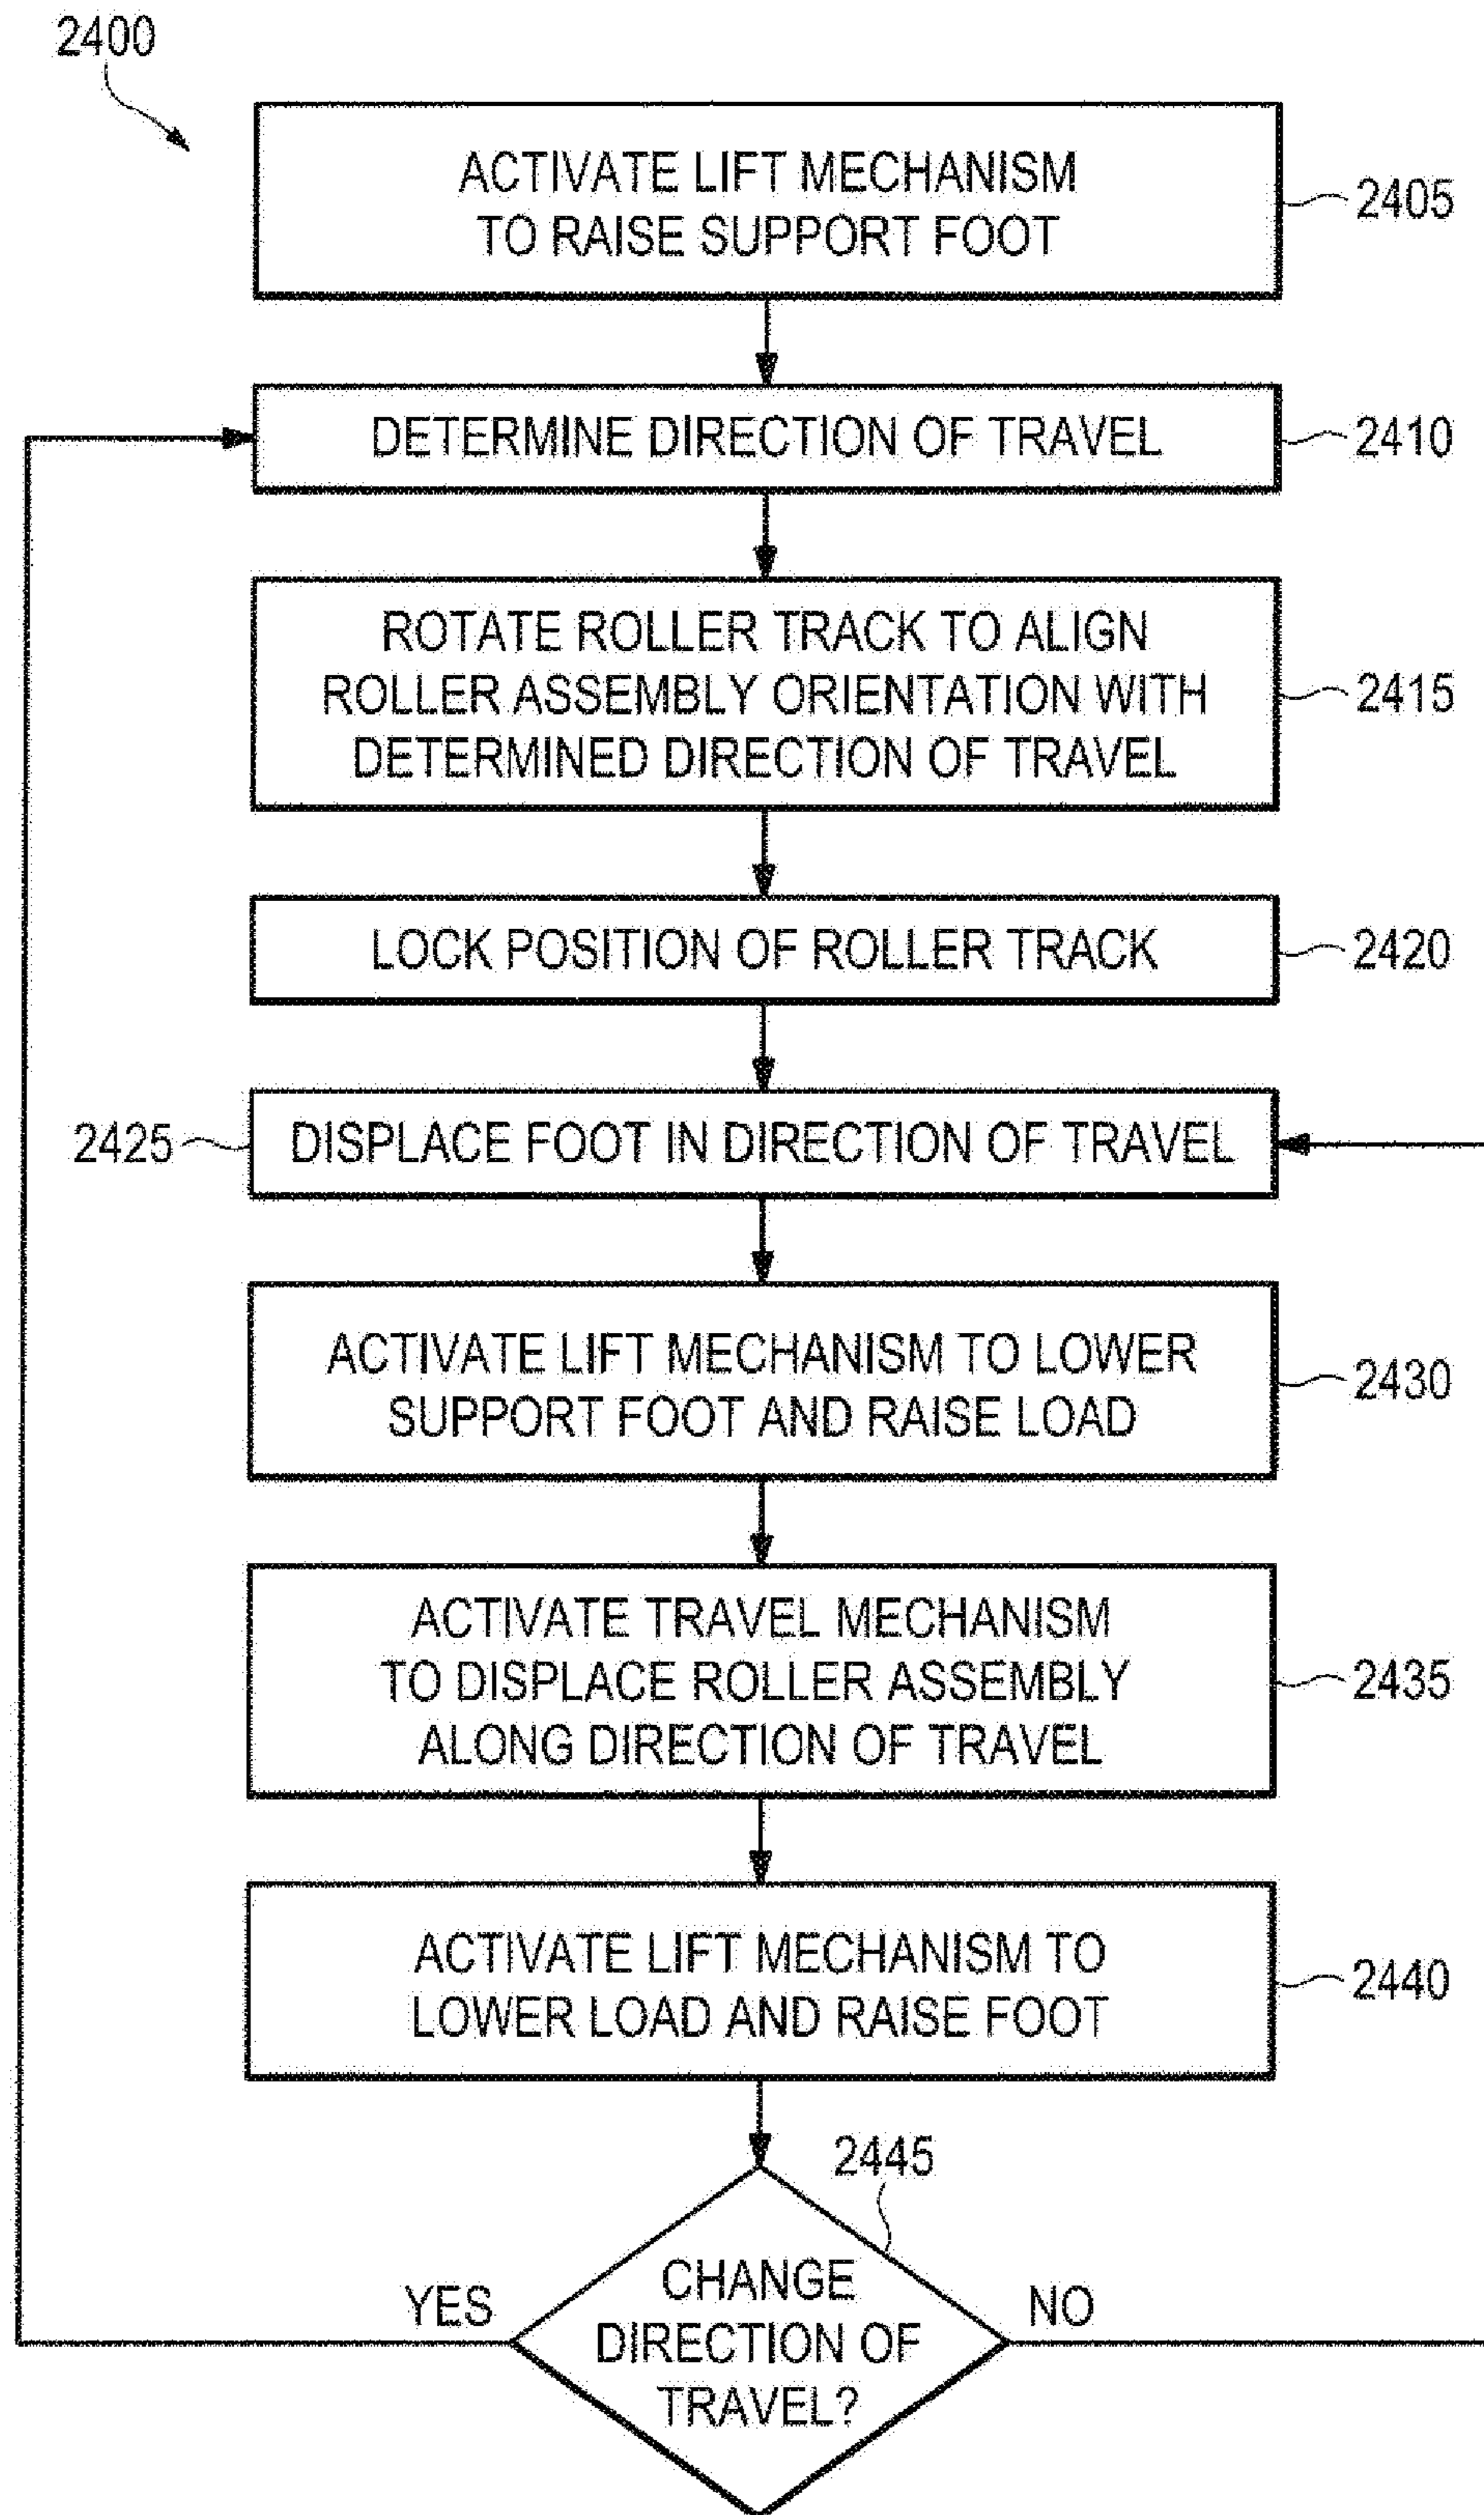 2400
ACTIVATE LIFT MECHANISM
TO RAISE SUPPORT FOOT
2405
DETERMINE DIRECTION OF TRAVEL
2410
ROTATE ROLLER TRACK TO ALIGN
ROLLER ASSEMBLY ORIENTATION WITH
DETERMINED DIRECTION OF TRAVEL
2415
LOCK POSITION OF ROLLER TRACK
2420
2425
DISPLACE FOOT IN DIRECTION OF TRAVEL
ACTIVATE LIFT MECHANISM TO LOWER
SUPPORT FOOT AND RAISE LOAD
2430
ACTIVATE TRAVEL MECHANISM
TO DISPLACE ROLLER ASSEMBLY
ALONG DIRECTION OF TRAVEL
2435
ACTIVATE LIFT MECHANISM TO
LOWER LOAD AND RAISE FOOT
2440
2445
YES
CHANGE
DIRECTION OF
TRAVEL?
NO